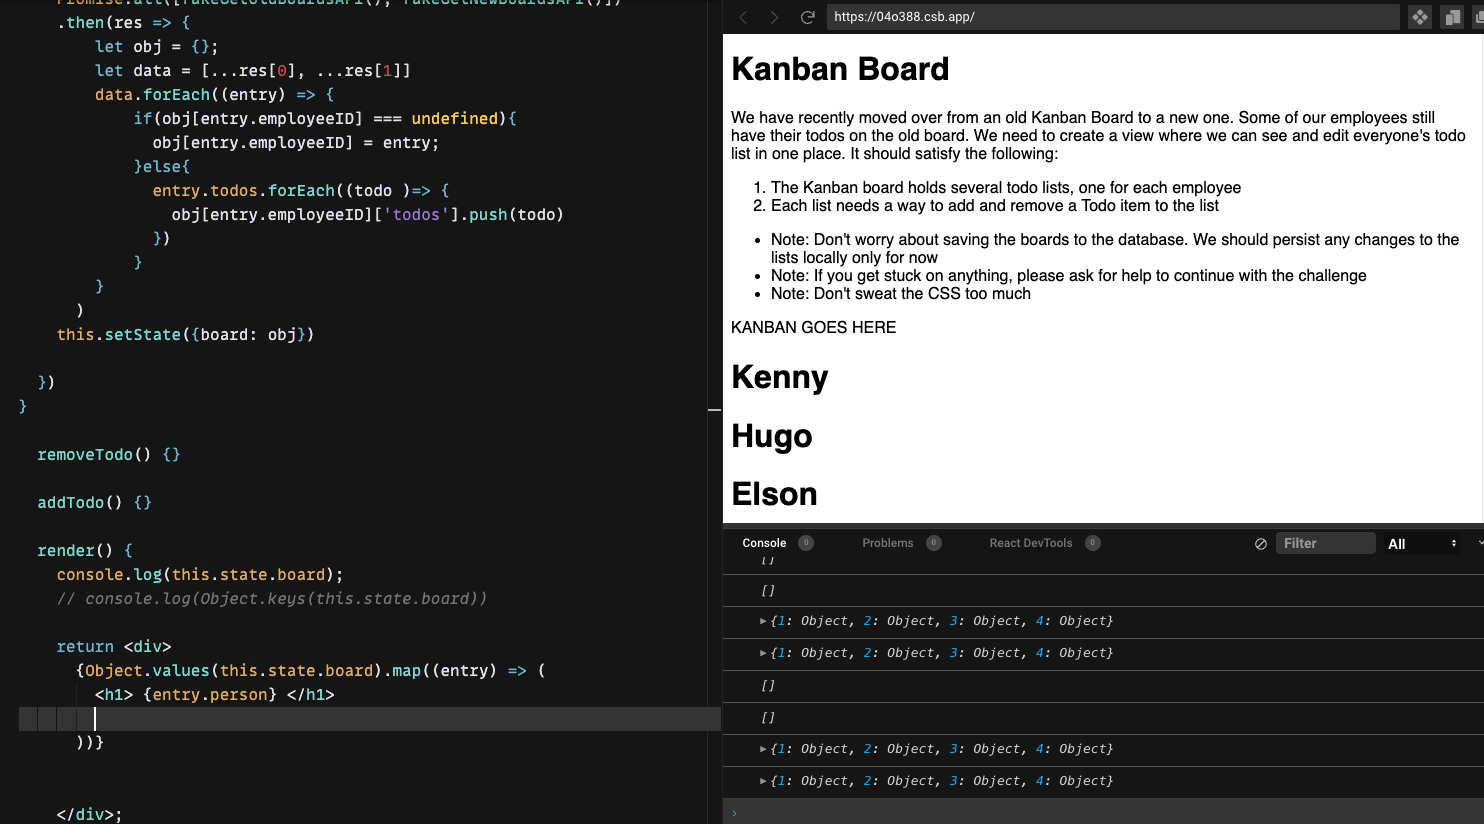 Promise.all([fakeGetOldBoardsAPI(), fakeGetNewBoardsAPI()])
.then(res => {
let obj = {};
let data = [...res[0], ...res[1]]
data.forEach((entry) => {
if(obj[entry.employeeID] === undefined){
obj[entry.employeeID] = entry;
}else{
entry.todos.forEach((todo )=> {
obj[entry.employeeID]['todos'].push(todo)
})
}
}
)
this.setState({board: obj})
})
}
removeTodo() {}
addTodo() {}
render() {
console.log(this.state.board);
// console.log(Object.keys(this.state.board))
return <div>
{Object.values(this.state.board).map((entry) => (
<h1> {entry.person} </h1>
))}
</div>;
https://04o388.csb.app/
Kanban Board
We have recently moved over from an old Kanban Board to a new one. Some of our employees still
have their todos on the old board. We need to create a view where we can see and edit everyone's todo
list in one place. It should satisfy the following:
1. The Kanban board holds several todo lists, one for each employee
2. Each list needs a way to add and remove a Todo item to the list
• Note: Don't worry about saving the boards to the database. We should persist any changes to the
lists locally only for now
• Note: If you get stuck on anything, please ask for help to continue with the challenge
• Note: Don't sweat the CSS too much
KANBAN GOES HERE
Kenny
Hugo
Elson
Console 0 Problems 0 React DevTools 0 Filter All
[]
[]
▸{1: Object, 2: Object, 3: Object, 4: Object}
▸{1: Object, 2: Object, 3: Object, 4: Object}
[]
[]
▸{1: Object, 2: Object, 3: Object, 4: Object}
▸{1: Object, 2: Object, 3: Object, 4: Object}
›